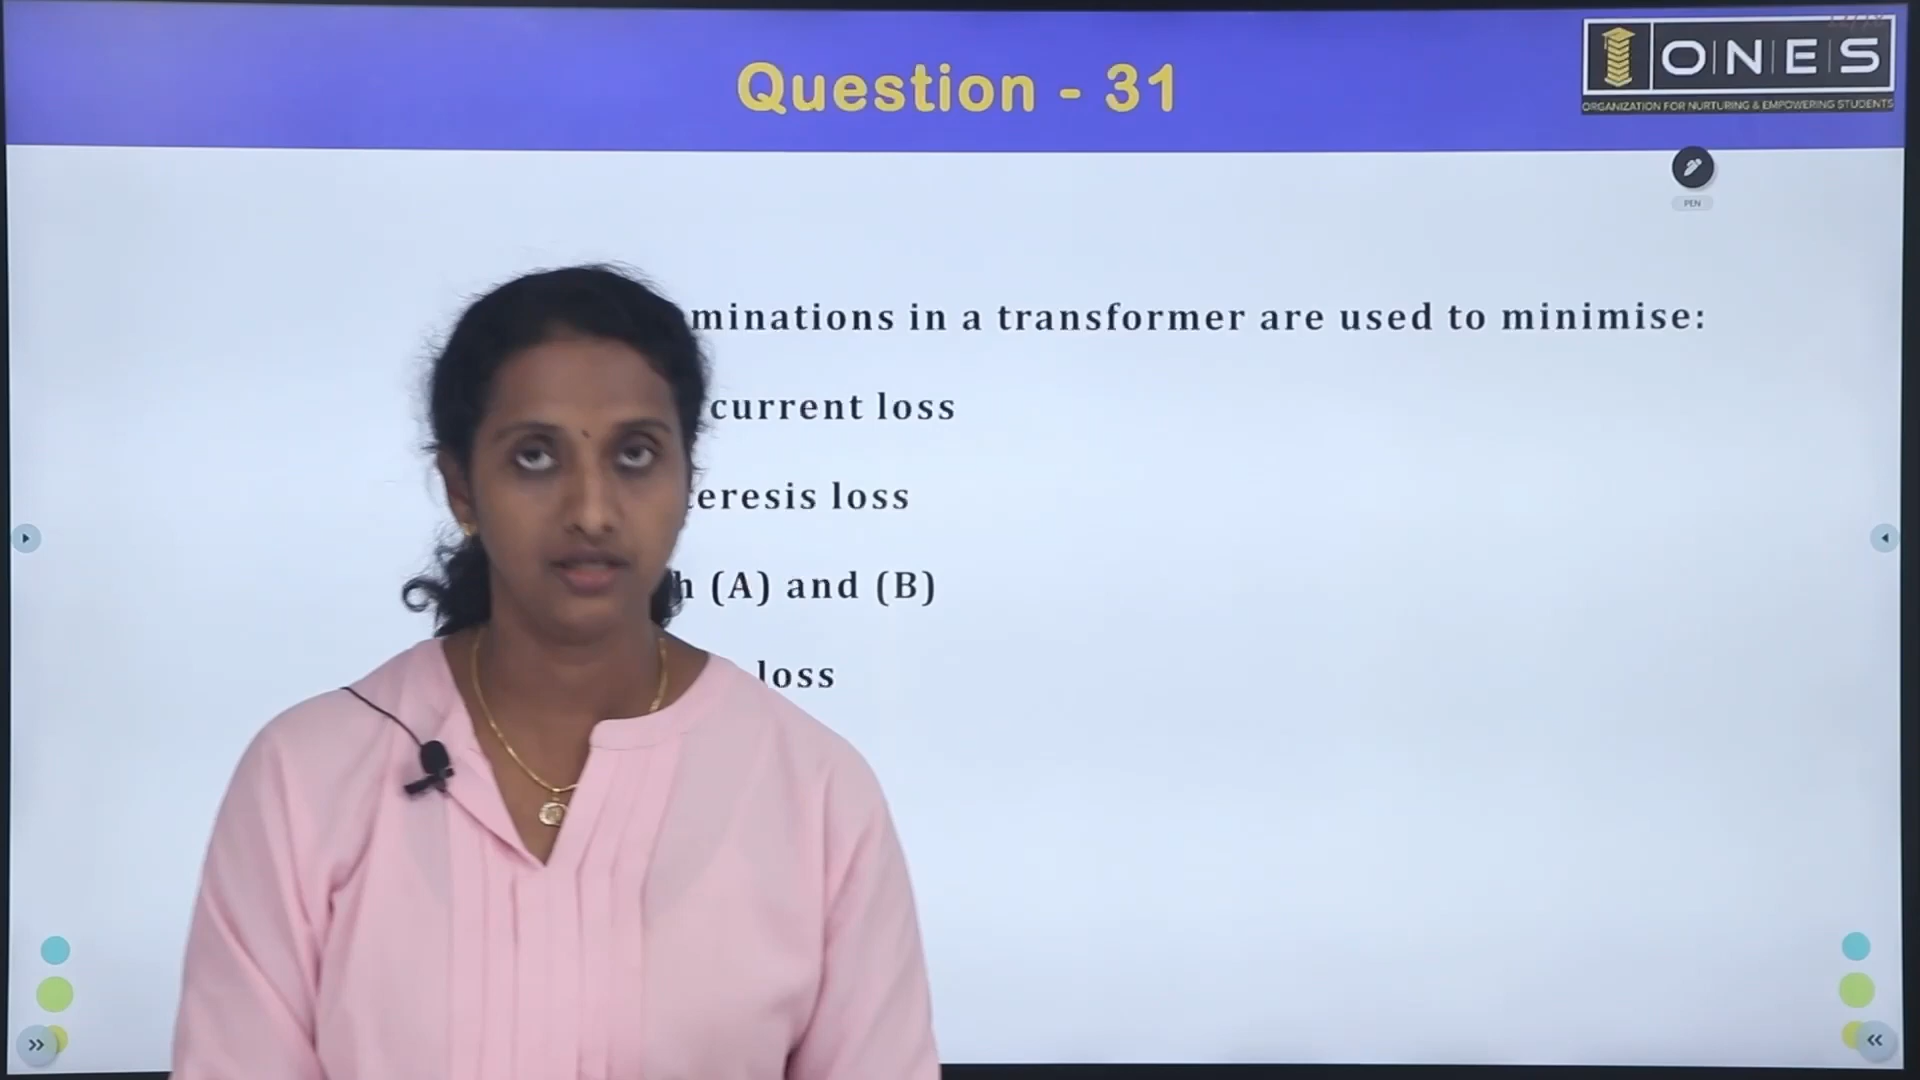 Question - 31
ONES
ORGANIZATION FOR NURTURING & EMPOWERING STUDENTS
PEN
minations in a transformer are used to minimise:
current loss
teresis loss
h (A) and (B)
loss